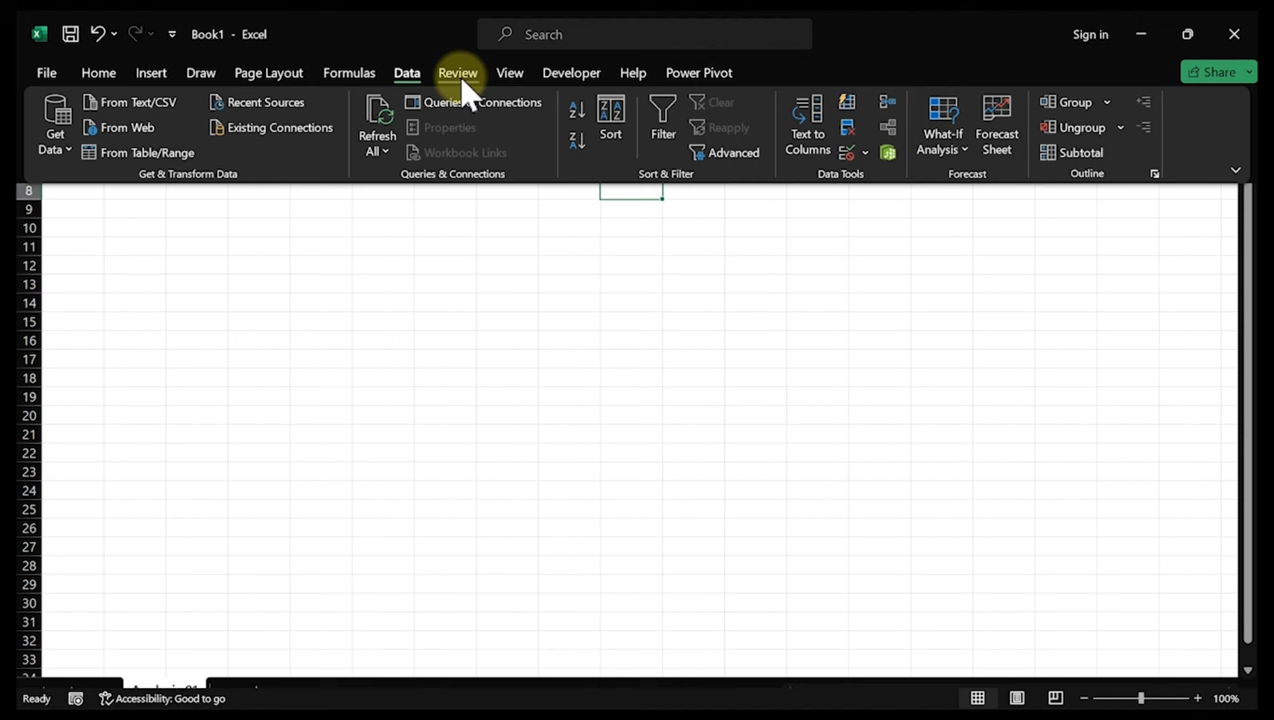 Book1 - Excel
Search
Sign in
File Home Insert Draw Page Layout Formulas Data Review View Developer Help Power Pivot
Share
Get Data
From Text/CSV
From Web
From Table/Range
Recent Sources
Existing Connections
Get & Transform Data
Refresh All
Queries Connections
Properties
Workbook Links
Queries & Connections
Sort
Filter
Clear
Reapply
Advanced
Sort & Filter
Text to Columns
Data Tools
What-If Analysis
Forecast Sheet
Forecast
Group
Ungroup
Subtotal
Outline
8
9
10
11
12
13
14
15
16
17
18
19
20
21
22
23
24
25
26
27
28
29
30
31
32
33
Ready
Accessibility: Good to go
100%